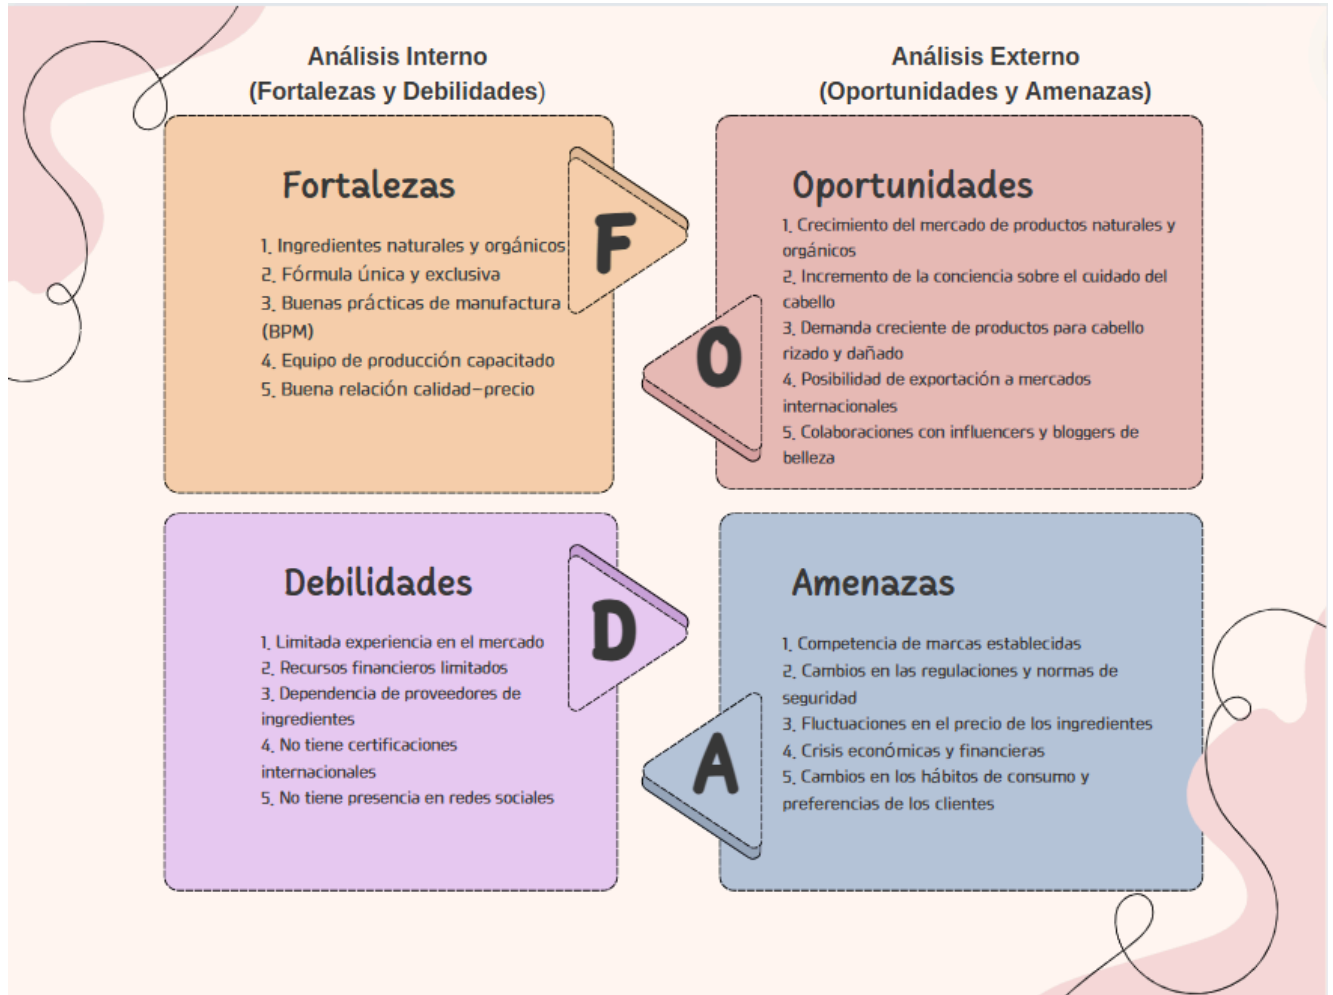 Análisis Interno
(Fortalezas y Debilidades)
Fortalezas
1. Ingredientes naturales y orgánicos
2. Fórmula única y exclusiva
3. Buenas prácticas de manufactura
(BPM)
4. Equipo de producción capacitado
5. Buena relación calidad-precio
F
Análisis Externo
(Oportunidades y Amenazas)
Oportunidades
1. Crecimiento del mercado de productos naturales y
orgánicos
2. Incremento de la conciencia sobre el cuidado del
cabello
3. Demanda creciente de productos para cabello
rizado y dañado
4. Posibilidad de exportación a mercados
internacionales
5. Colaboraciones con influencers y bloggers de
belleza
O
Debilidades
1. Limitada experiencia en el mercado
2. Recursos financieros limitados
3. Dependencia de proveedores de
ingredientes
4. No tiene certificaciones
internacionales
5. No tiene presencia en redes sociales
D
Amenazas
1. Competencia de marcas establecidas
2. Cambios en las regulaciones y normas de
seguridad
3. Fluctuaciones en el precio de los ingredientes
4. Crisis económicas y financieras
5. Cambios en los hábitos de consumo y
preferencias de los clientes
A